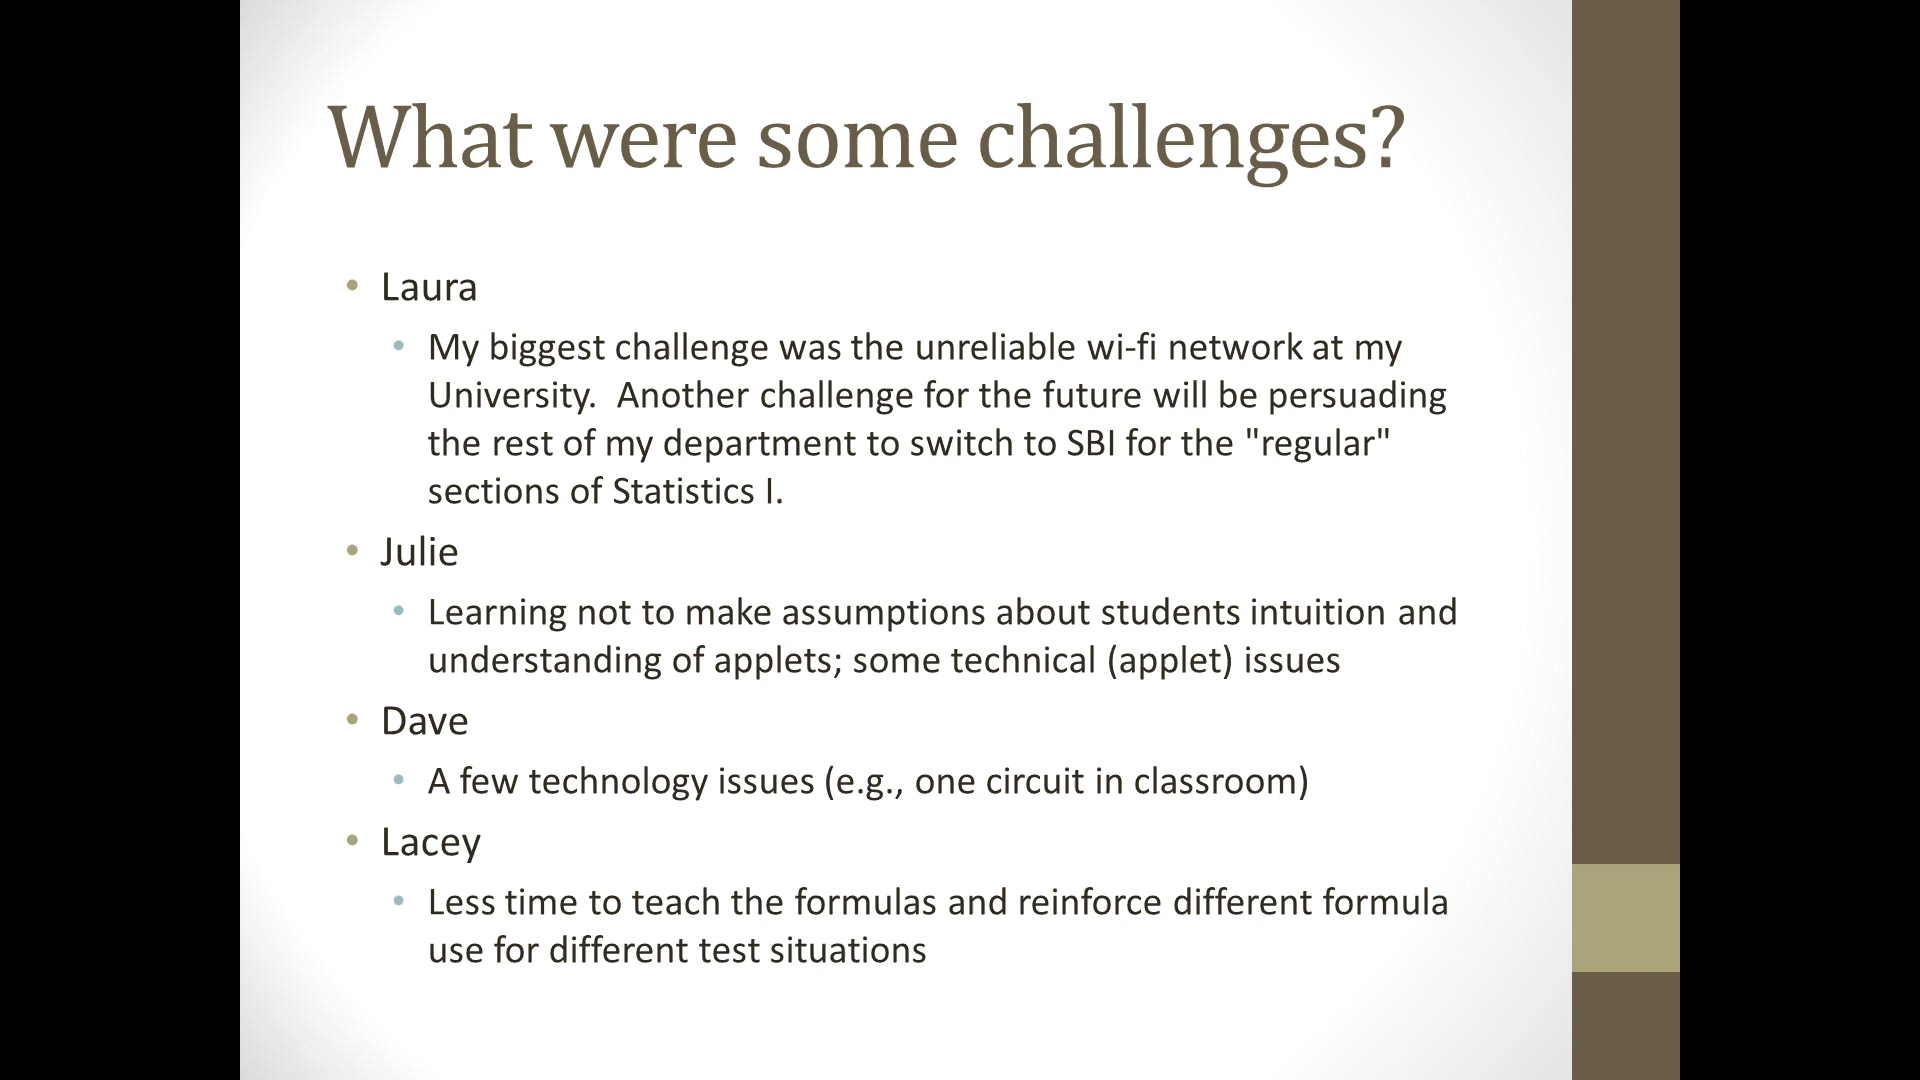 What were some challenges?
• Laura
• My biggest challenge was the unreliable wi-fi network at my
University.  Another challenge for the future will be persuading
the rest of my department to switch to SBI for the "regular"
sections of Statistics I.
• Julie
• Learning not to make assumptions about students intuition and
understanding of applets; some technical (applet) issues
• Dave
• A few technology issues (e.g., one circuit in classroom)
• Lacey
• Less time to teach the formulas and reinforce different formula
use for different test situations